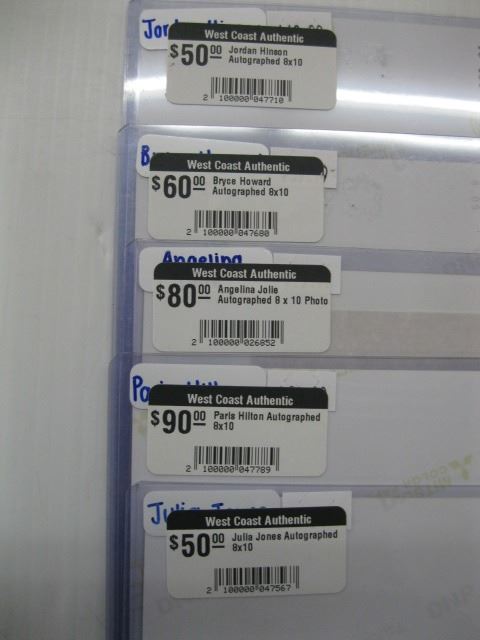 West Coast Authentic
$50.00 Jordan Hinson
Autographed 8x10
2 100000 047710
West Coast Authentic
$60.00 Bryce Howard
Autographed 8x10
2 100000 047680
Angelina
West Coast Authentic
$80.00 Angelina Jolie
Autographed 8 x 10 Photo
2 100000 026852
West Coast Authentic
$90.00 Paris Hilton Autographed
8x10
2 100000 047789
Julia Jones
West Coast Authentic
$50.00 Julia Jones Autographed
8x10
2 100000 047567